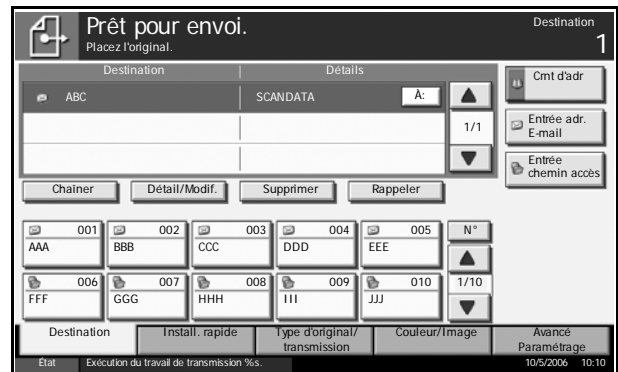 Prêt pour envoi.
Placez l'original.
Destination
1
Destination
Détails
ABC
SCANDATA
À:
1/1
Cmt d'adr
Entrée adr.
E-mail
Entrée
chemin accès
Chaîner
Détail/Modif.
Supprimer
Rappeler
001
AAA
002
BBB
003
CCC
004
DDD
005
EEE
N°
006
FFF
007
GGG
008
HHH
009
III
010
JJJ
1/10
Destination
Install. rapide
Type d'original/
transmission
Couleur/Image
Avancé
Paramétrage
État
Exécution du travail de transmission %s.
10/5/2006 10:10